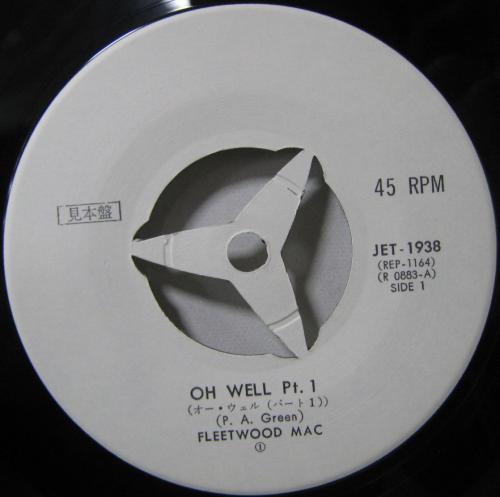 見本盤
45 RPM
JET-1938
(REP-1164)
(R 0883-A)
SIDE 1
OH WELL Pt. 1
(オー・ウェル (パート1))
(P. A. Green)
FLEETWOOD MAC
①